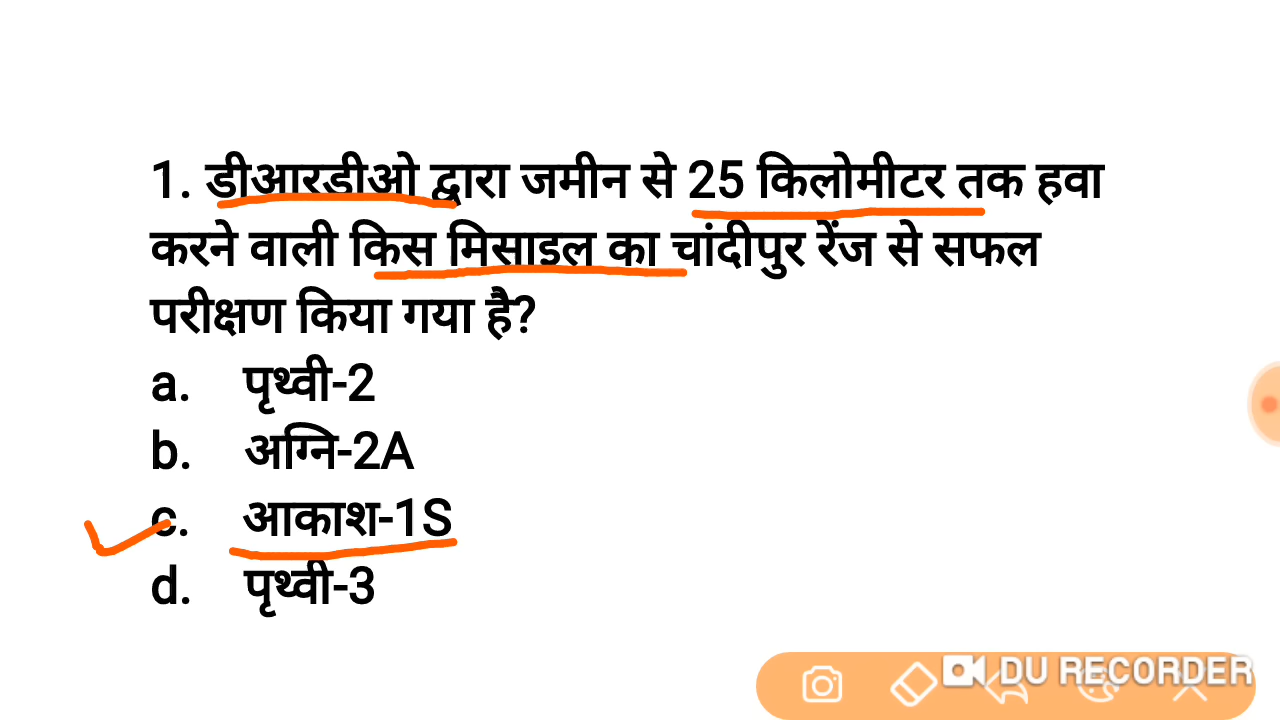 1. डीआरडीओ द्वारा जमीन से 25 किलोमीटर तक हवा
करने वाली किस मिसाइल का चांदीपुर रेंज से सफल
परीक्षण किया गया है?
a. पृथ्वी-2
b. अग्नि-2A
c. आकाश-1S
d. पृथ्वी-3
DU RECORDER